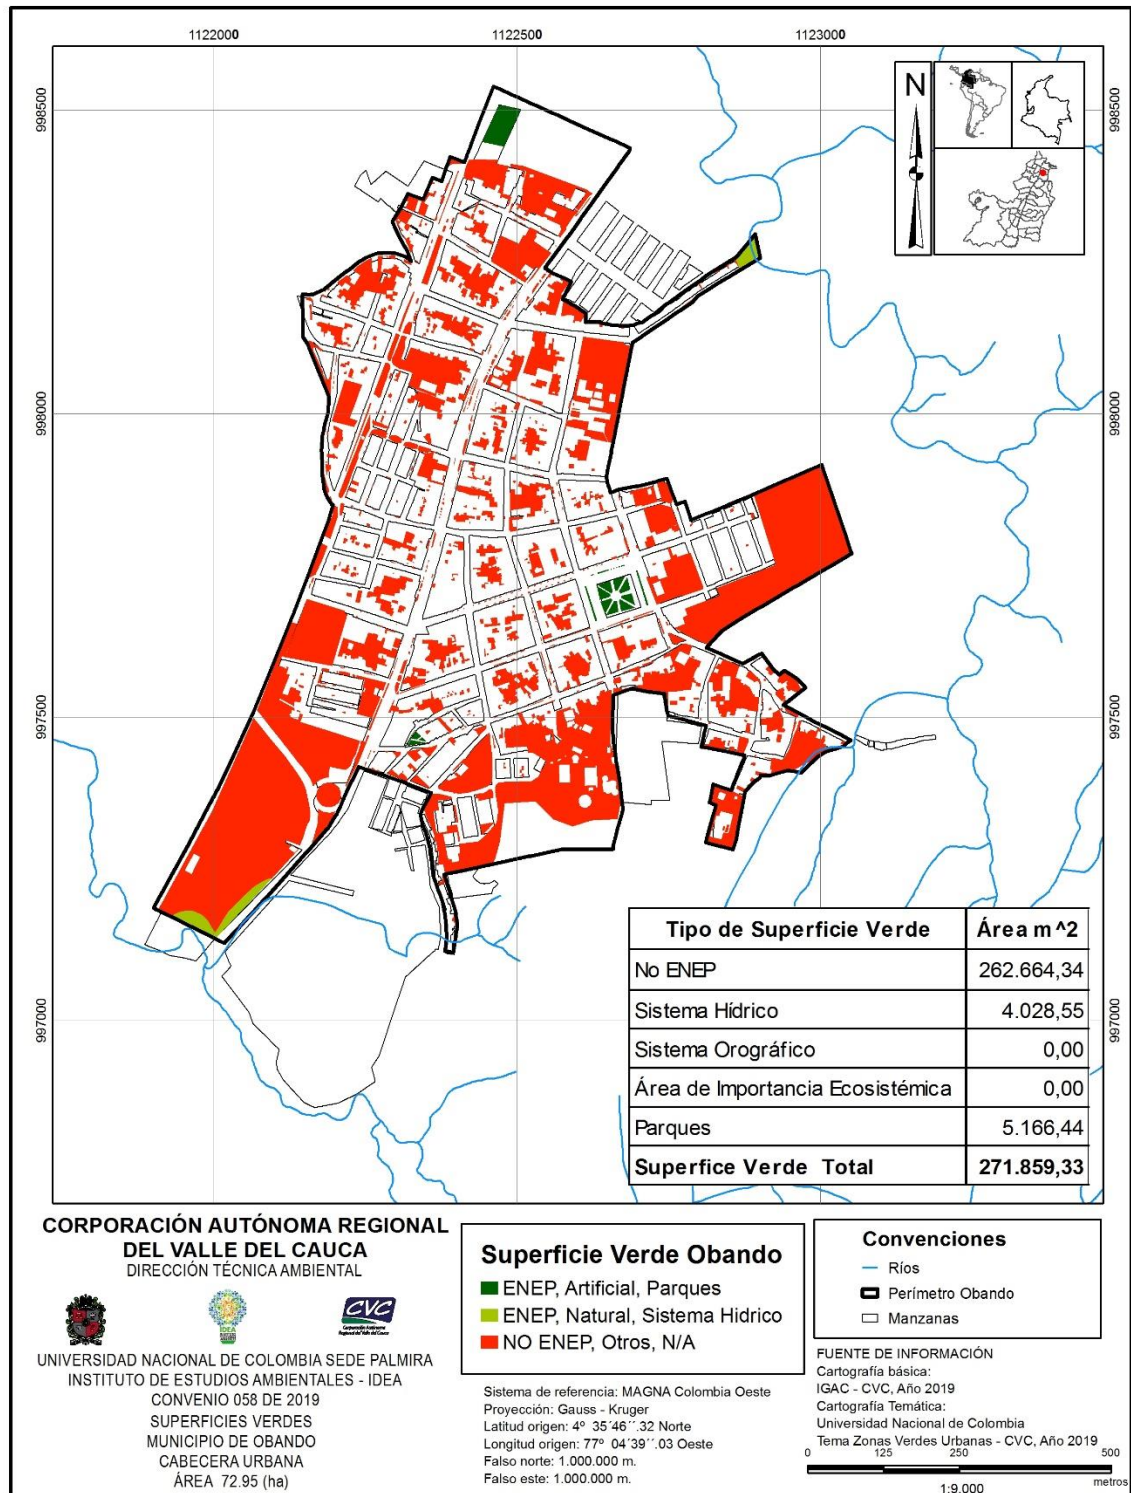 1122000 1122500 1123000
998500 998500
N
998000 998000
997500 997500
997000 997000
Tipo de Superficie Verde Área m ^2
No ENEP 262.664,34
Sistema Hídrico 4.028,55
Sistema Orográfico 0,00
Área de Importancia Ecosistémica 0,00
Parques 5.166,44
Superfice Verde Total 271.859,33
CORPORACIÓN AUTÓNOMA REGIONAL
DEL VALLE DEL CAUCA
DIRECCIÓN TÉCNICA AMBIENTAL
IDEA
CVC
Corporación Autónoma
Regional del Valle del Cauca
UNIVERSIDAD NACIONAL DE COLOMBIA SEDE PALMIRA
INSTITUTO DE ESTUDIOS AMBIENTALES - IDEA
CONVENIO 058 DE 2019
SUPERFICIES VERDES
MUNICIPIO DE OBANDO
CABECERA URBANA
ÁREA 72.95 (ha)
Superficie Verde Obando
ENEP, Artificial, Parques
ENEP, Natural, Sistema Hidrico
NO ENEP, Otros, N/A
Sistema de referencia: MAGNA Colombia Oeste
Proyección: Gauss - Kruger
Latitud origen: 4º 35´46´´.32 Norte
Longitud origen: 77º 04´39´´.03 Oeste
Falso norte: 1.000.000 m.
Falso este: 1.000.000 m.
Convenciones
Ríos
Perímetro Obando
Manzanas
FUENTE DE INFORMACIÓN
Cartografía básica:
IGAC - CVC, Año 2019
Cartografía Temática:
Universidad Nacional de Colombia
Tema Zonas Verdes Urbanas - CVC, Año 2019
0 125 250 500
metros
1:9.000